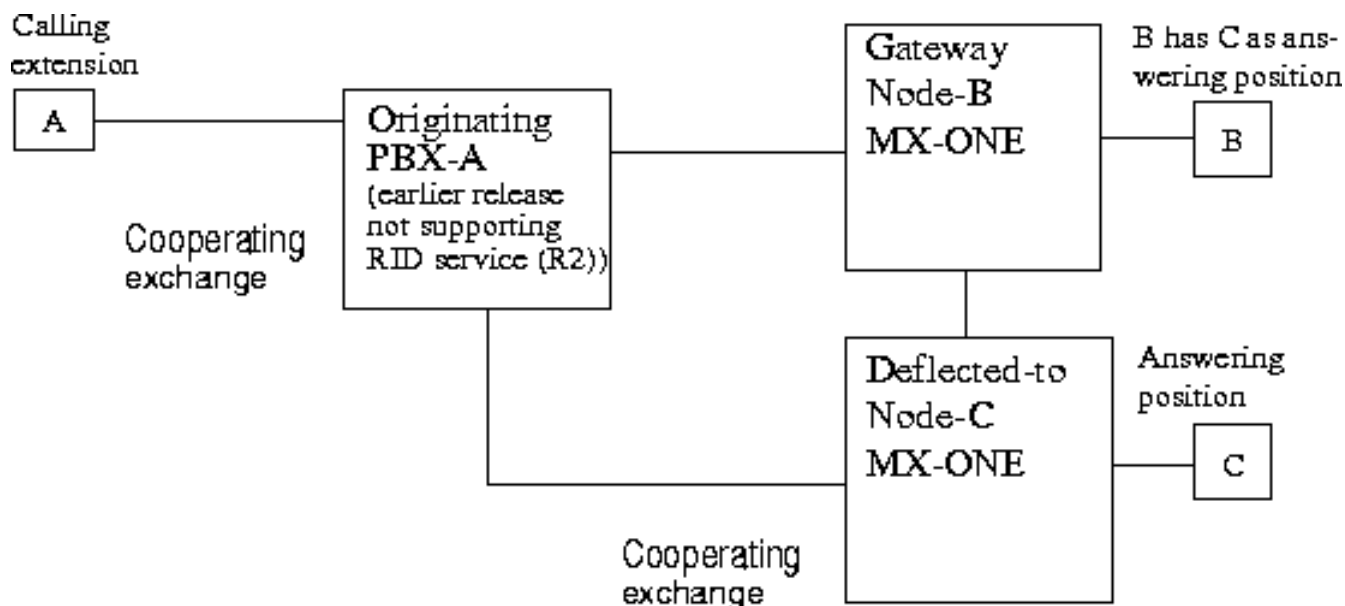 Calling
extension
A
Originating
PBX-A
(earlier release
not supporting
RID service (R2))
Cooperating
exchange
Gateway
Node-B
MX-ONE
B has C as ans-
wering position
B
Deflected-to
Node-C
MX-ONE
Answering
position
C
Cooperating
exchange